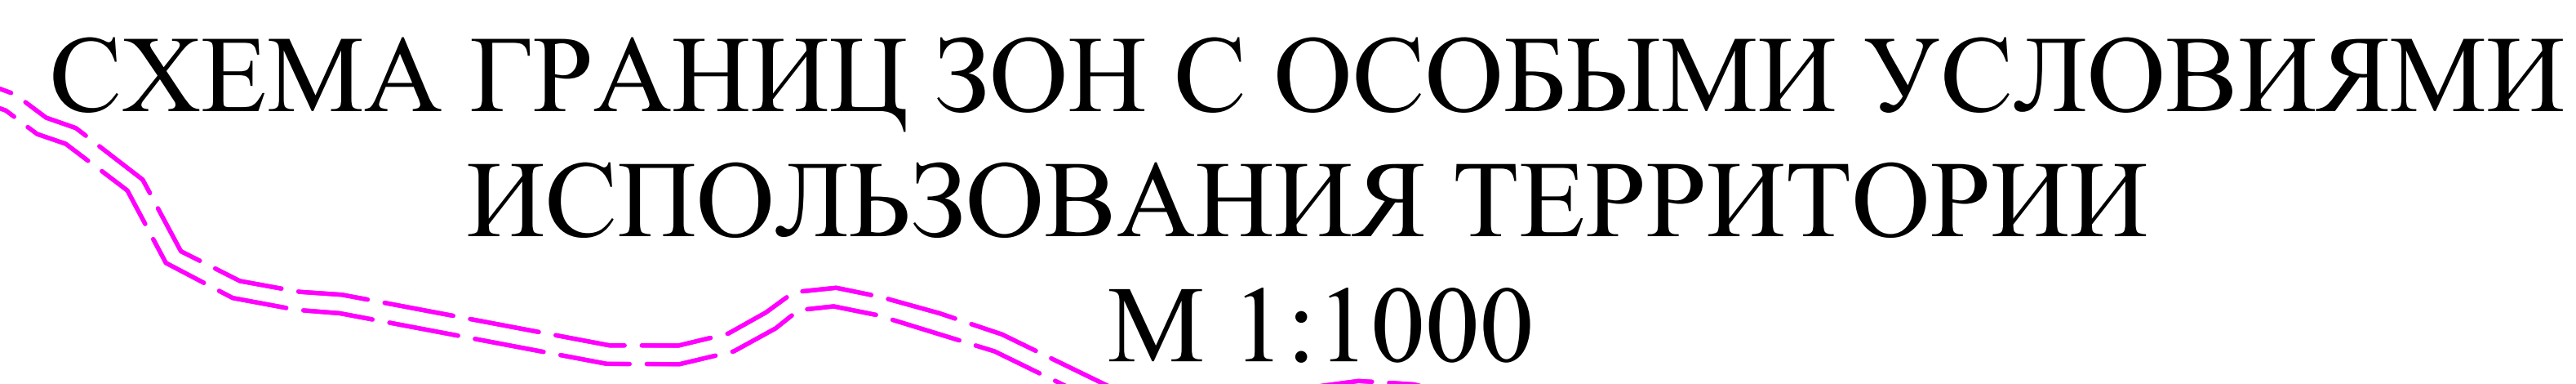 СХЕМА ГРАНИЦ ЗОН С ОСОБЫМИ УСЛОВИЯМИ
ИСПОЛЬЗОВАНИЯ ТЕРРИТОРИИ
М 1:1000